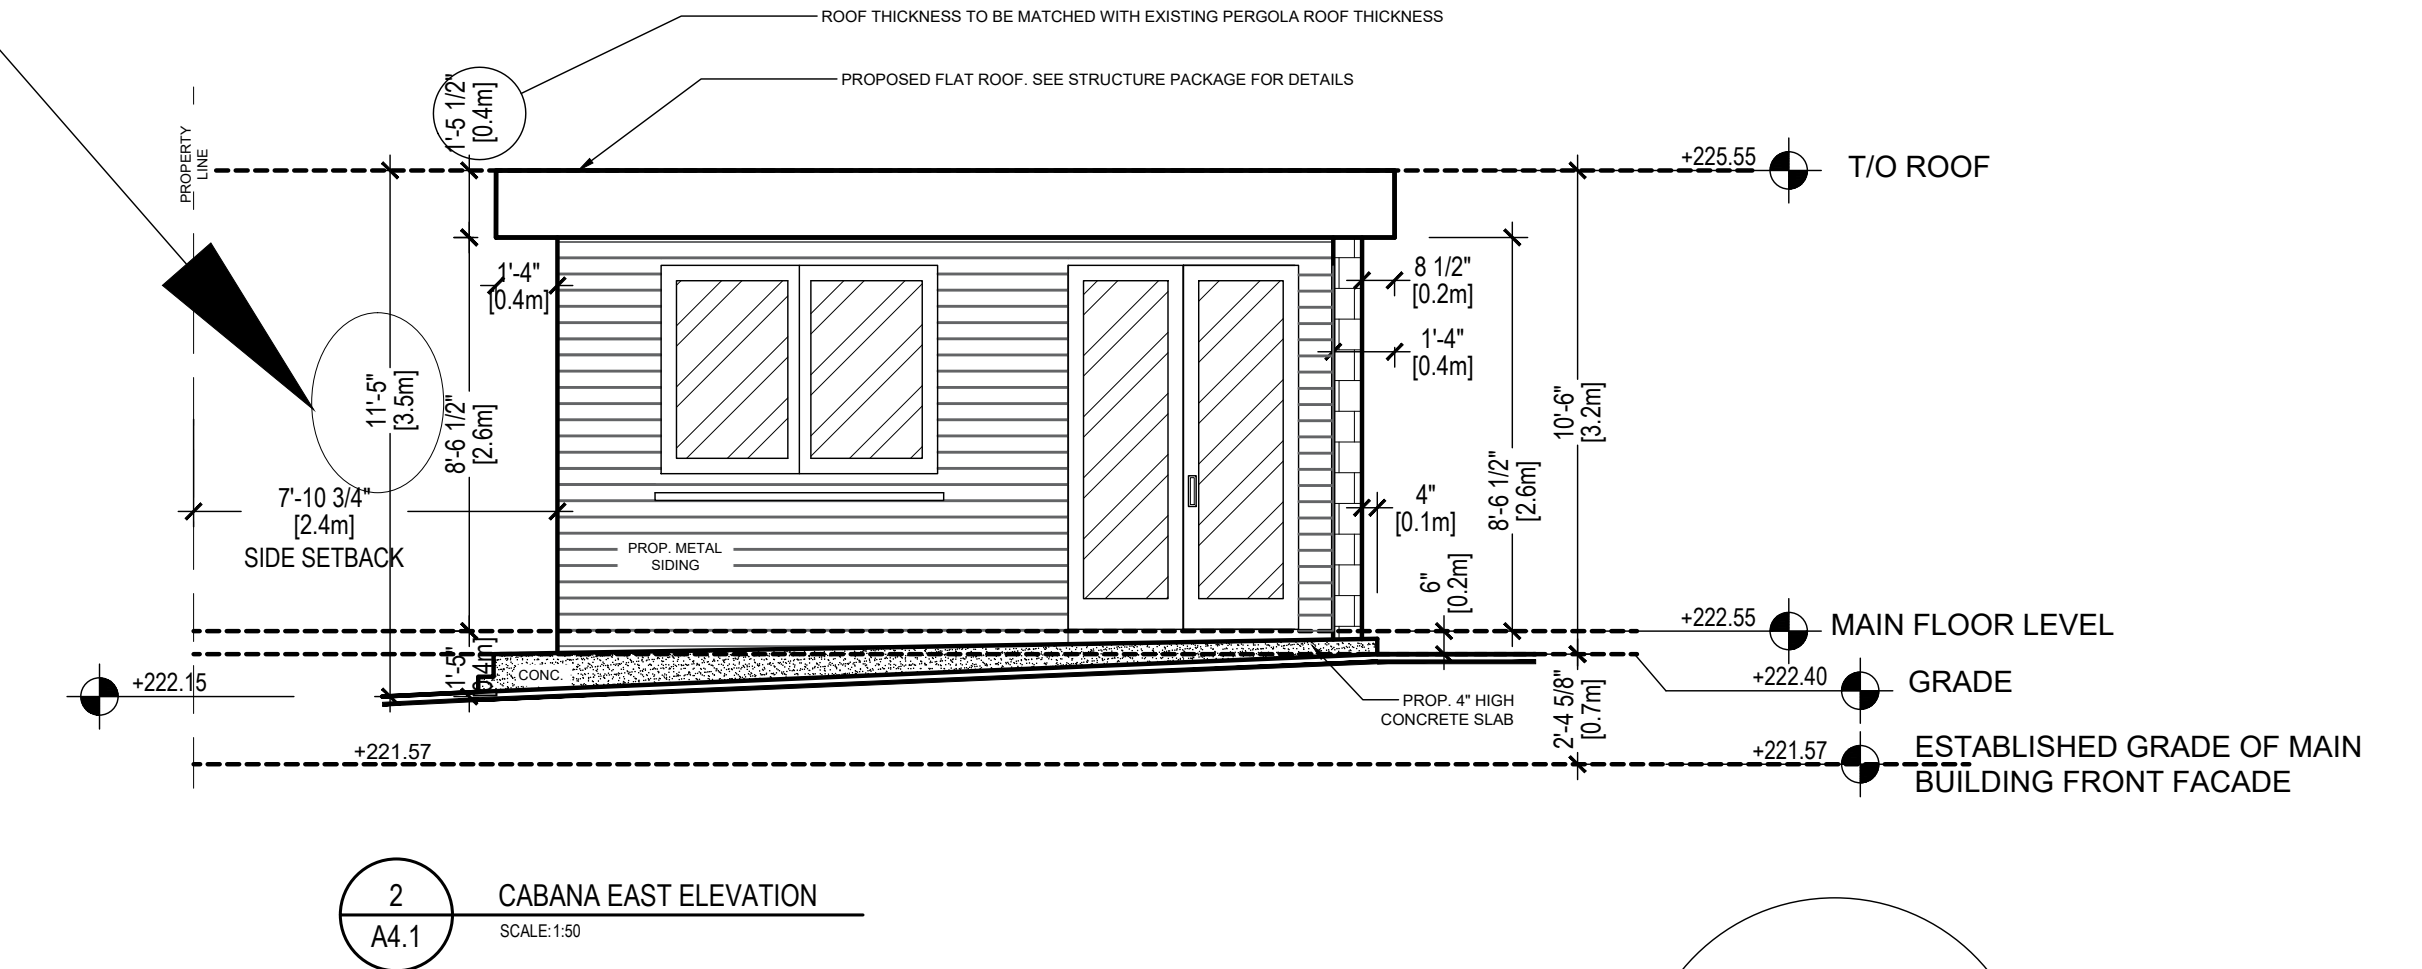 ROOF THICKNESS TO BE MATCHED WITH EXISTING PERGOLA ROOF THICKNESS
PROPOSED FLAT ROOF. SEE STRUCTURE PACKAGE FOR DETAILS
1'-5 1/2"
[0.4m]
PROPERTY
LINE
+225.55
T/O ROOF
1'-4"
[0.4m]
8 1/2"
[0.2m]
1'-4"
[0.4m]
11'-5"
[3.5m]
8'-6 1/2"
[2.6m]
10'-6"
[3.2m]
8'-6 1/2"
[2.6m]
7'-10 3/4"
[2.4m]
SIDE SETBACK
4"
[0.1m]
PROP. METAL
SIDING
6"
[0.2m]
+222.55
MAIN FLOOR LEVEL
1'-5"
[0.4m]
CONC.
+222.15
+222.40
GRADE
PROP. 4" HIGH
CONCRETE SLAB
2'-4 5/8"
[0.7m]
+221.57
+221.57
ESTABLISHED GRADE OF MAIN
BUILDING FRONT FACADE
2
A4.1
CABANA EAST ELEVATION
SCALE:1:50